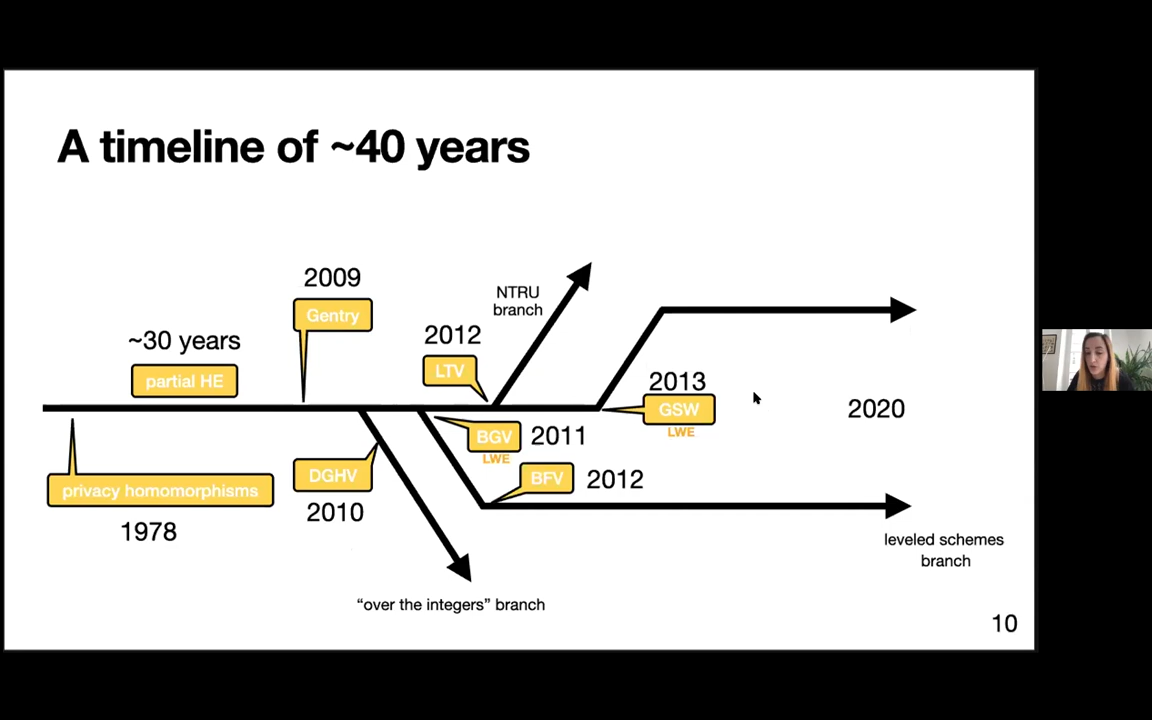 A timeline of ~40 years
2009
Gentry
~30 years
partial HE
2012
LTV
NTRU
branch
2013
GSW
LWE
2020
BGV
LWE
2011
BFV
2012
DGHV
2010
privacy homomorphisms
1978
leveled schemes
branch
“over the integers” branch
10